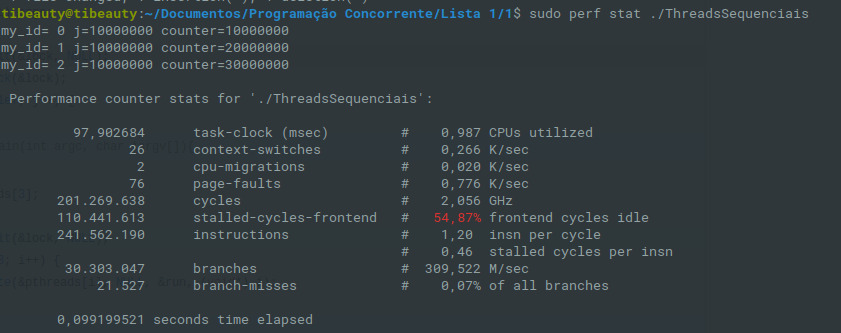 tibeauty@tibeauty:~/Documentos/Programação Concorrente/Lista 1/1$ sudo perf stat ./ThreadsSequenciais
my_id= 0 j=10000000 counter=10000000
my_id= 1 j=10000000 counter=20000000
my_id= 2 j=10000000 counter=30000000
Performance counter stats for './ThreadsSequenciais':
97,902684 task-clock (msec) # 0,987 CPUs utilized
26 context-switches # 0,266 K/sec
2 cpu-migrations # 0,020 K/sec
76 page-faults # 0,776 K/sec
201.269.638 cycles # 2,056 GHz
110.441.613 stalled-cycles-frontend # 54,87% frontend cycles idle
241.562.190 instructions # 1,20 insn per cycle
# 0,46 stalled cycles per insn
30.303.047 branches # 309,522 M/sec
21.527 branch-misses # 0,07% of all branches
0,099199521 seconds time elapsed